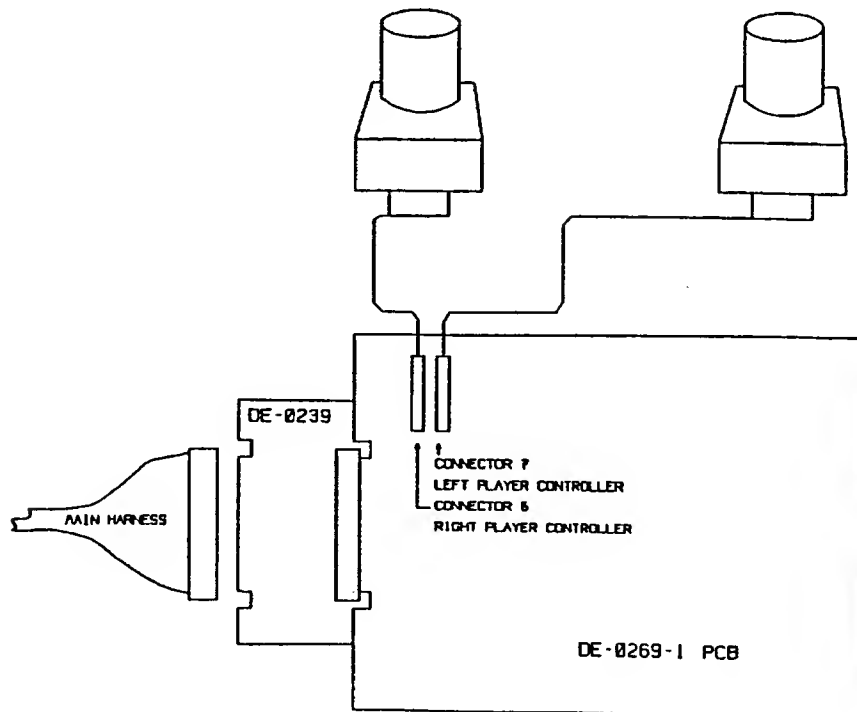 DE-0239
CONNECTOR 7
LEFT PLAYER CONTROLLER
CONNECTOR 6
RIGHT PLAYER CONTROLLER
MAIN HARNESS
DE-0269-1 PCB